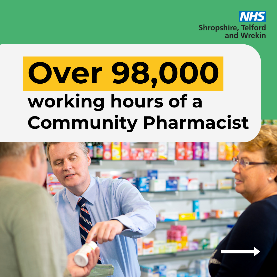 NHS
Shropshire, Telford
and Wrekin
Over 98,000
working hours of a
Community Pharmacist